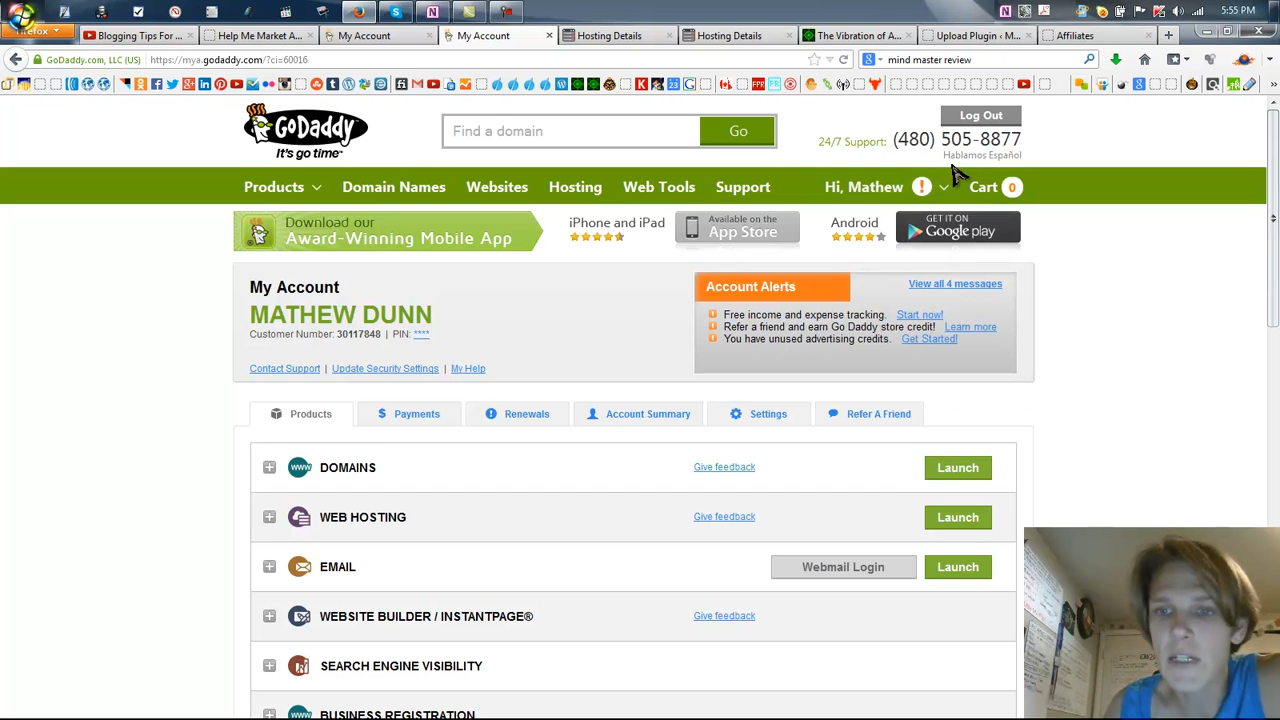 5:55 PM
Firefox
Blogging Tips For ...
Help Me Market A...
My Account
My Account
Hosting Details
Hosting Details
The Vibration of A...
Upload Plugin ‹ M...
Affiliates
GoDaddy.com, LLC (US)
https://mya.godaddy.com/?ci=60016
mind master review
GoDaddy
It's go time™
Find a domain
Go
Log Out
24/7 Support: (480) 505-8877
Hablamos Español
Products
Domain Names
Websites
Hosting
Web Tools
Support
Hi, Mathew
!
Cart
0
Download our
Award-Winning Mobile App
iPhone and iPad
Available on the
App Store
Android
GET IT ON
Google play
My Account
MATHEW DUNN
Customer Number: 30117848 | PIN: ****
Contact Support | Update Security Settings | My Help
Account Alerts
View all 4 messages
Free income and expense tracking. Start now!
Refer a friend and earn Go Daddy store credit! Learn more
You have unused advertising credits. Get Started!
Products
Payments
Renewals
Account Summary
Settings
Refer A Friend
DOMAINS
Give feedback
Launch
WEB HOSTING
Give feedback
Launch
EMAIL
Webmail Login
Launch
WEBSITE BUILDER / INSTANTPAGE®
Give feedback
SEARCH ENGINE VISIBILITY
BUSINESS REGISTRATION